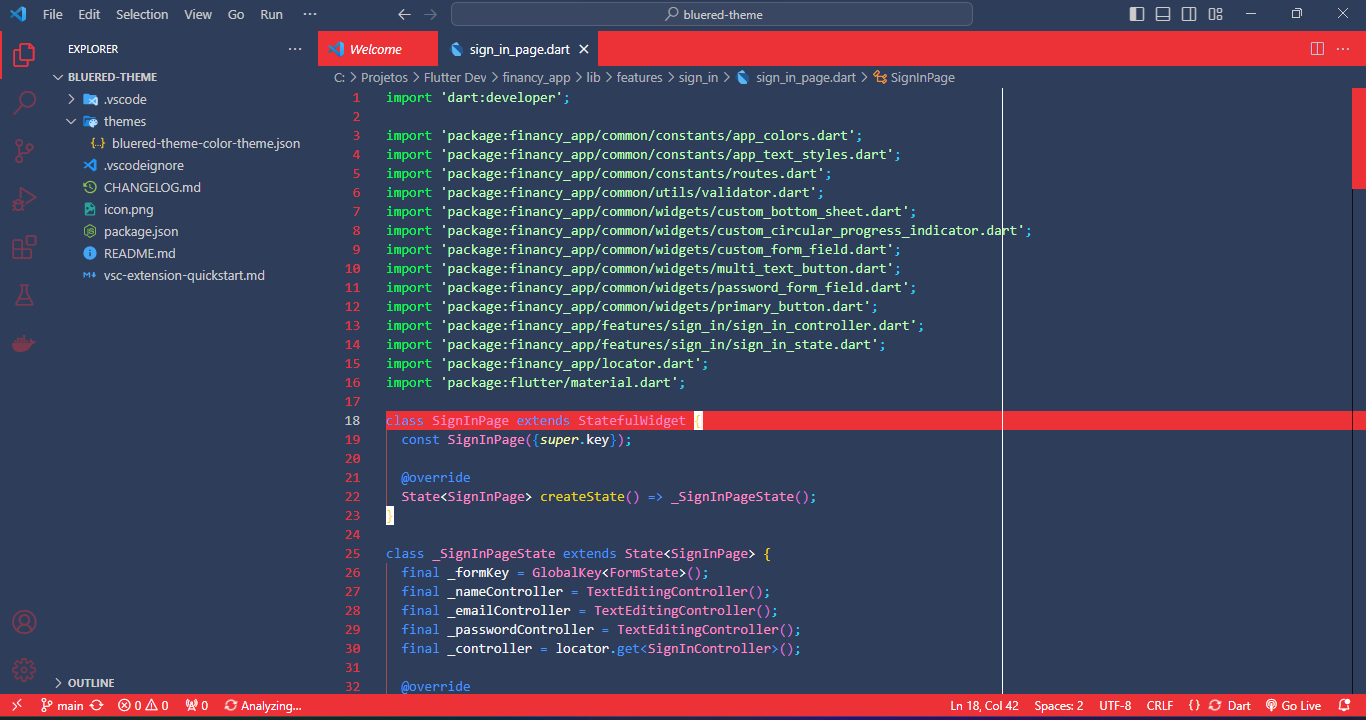 File Edit Selection View Go Run ···
bluered-theme
EXPLORER ···
BLUERED-THEME
.vscode
themes
{..} bluered-theme-color-theme.json
.vscodeignore
CHANGELOG.md
icon.png
package.json
README.md
vsc-extension-quickstart.md
OUTLINE
Welcome
sign_in_page.dart
C: > Projetos > Flutter Dev > financy_app > lib > features > sign_in > sign_in_page.dart > SignInPage
1 import 'dart:developer';
2
3 import 'package:financy_app/common/constants/app_colors.dart';
4 import 'package:financy_app/common/constants/app_text_styles.dart';
5 import 'package:financy_app/common/constants/routes.dart';
6 import 'package:financy_app/common/utils/validator.dart';
7 import 'package:financy_app/common/widgets/custom_bottom_sheet.dart';
8 import 'package:financy_app/common/widgets/custom_circular_progress_indicator.dart';
9 import 'package:financy_app/common/widgets/custom_form_field.dart';
10 import 'package:financy_app/common/widgets/multi_text_button.dart';
11 import 'package:financy_app/common/widgets/password_form_field.dart';
12 import 'package:financy_app/common/widgets/primary_button.dart';
13 import 'package:financy_app/features/sign_in/sign_in_controller.dart';
14 import 'package:financy_app/features/sign_in/sign_in_state.dart';
15 import 'package:financy_app/locator.dart';
16 import 'package:flutter/material.dart';
17
18 class SignInPage extends StatefulWidget {
19 const SignInPage({super.key});
20
21 @override
22 State<SignInPage> createState() => _SignInPageState();
23 }
24
25 class _SignInPageState extends State<SignInPage> {
26 final _formKey = GlobalKey<FormState>();
27 final _nameController = TextEditingController();
28 final _emailController = TextEditingController();
29 final _passwordController = TextEditingController();
30 final _controller = locator.get<SignInController>();
31
32 @override
main 0 0 0 Analyzing... Ln 18, Col 42 Spaces: 2 UTF-8 CRLF {} Dart Go Live